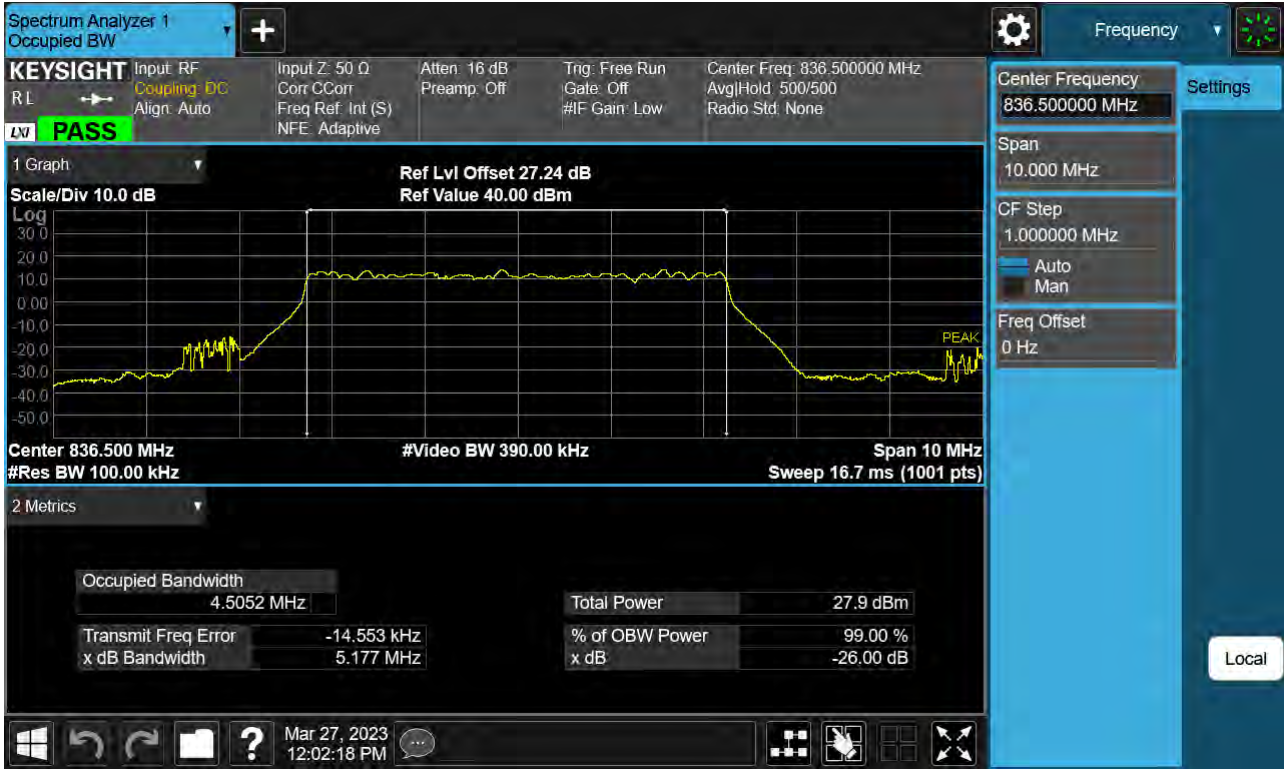 Spectrum Analyzer 1
Occupied BW
+
Frequency
KEYSIGHT
RL
LXI
PASS
Input: RF
Coupling: DC
Align: Auto
Input Z: 50 Ω
Corr CCorr
Freq Ref: Int (S)
NFE: Adaptive
Atten: 16 dB
Preamp: Off
Trig: Free Run
Gate: Off
#IF Gain: Low
Center Freq: 836.500000 MHz
Avg|Hold: 500/500
Radio Std: None
Center Frequency
836.500000 MHz
Settings
Span
10.000 MHz
CF Step
1.000000 MHz
Auto
Man
Freq Offset
0 Hz
Local
1 Graph
Scale/Div 10.0 dB
Ref Lvl Offset 27.24 dB
Ref Value 40.00 dBm
Log
30.0
20.0
10.0
0.00
-10.0
-20.0
-30.0
-40.0
-50.0
PEAK
Center 836.500 MHz
#Video BW 390.00 kHz
Span 10 MHz
#Res BW 100.00 kHz
Sweep 16.7 ms (1001 pts)
2 Metrics
Occupied Bandwidth
4.5052 MHz
Total Power 27.9 dBm
Transmit Freq Error -14.553 kHz
% of OBW Power 99.00 %
x dB Bandwidth 5.177 MHz
x dB -26.00 dB
?
Mar 27, 2023
12:02:18 PM